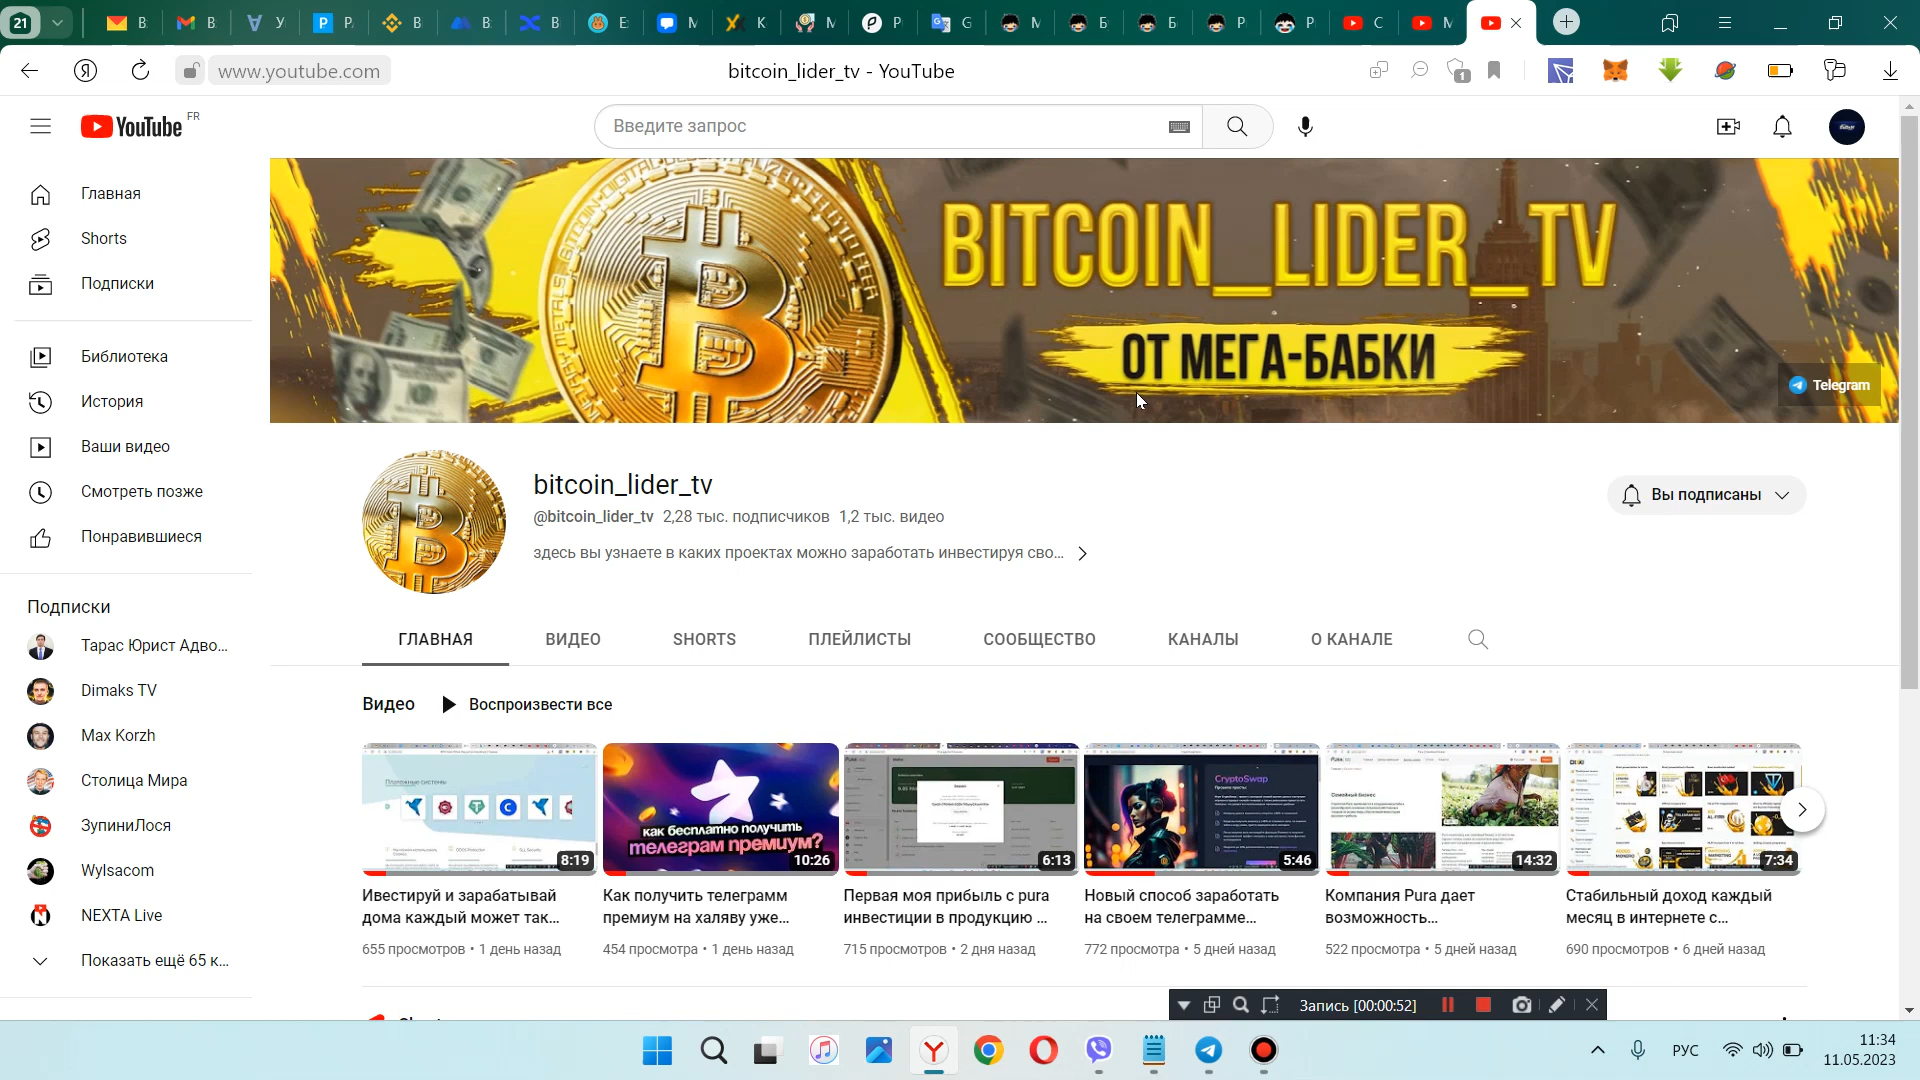 21
www.youtube.com
bitcoin_lider_tv - YouTube
1
YouTube
FR
Введите запрос
Главная
Shorts
Подписки
Библиотека
История
Ваши видео
Смотреть позже
Понравившиеся
Подписки
Тарас Юрист Адво...
Dimaks TV
Max Korzh
Столица Мира
ЗупиниЛося
Wylsacom
NEXTA Live
Показать ещё 65 к...
BITCOIN_LIDER_TV
ОТ МЕГА-БАБКИ
Telegram
bitcoin_lider_tv
@bitcoin_lider_tv 2,28 тыс. подписчиков 1,2 тыс. видео
здесь вы узнаете в каких проектах можно заработать инвестируя сво...
Вы подписаны
ГЛАВНАЯ
ВИДЕО
SHORTS
ПЛЕЙЛИСТЫ
СООБЩЕСТВО
КАНАЛЫ
О КАНАЛЕ
Видео
Воспроизвести все
Платежные системы
8:19
Ивестируй и зарабатывай
дома каждый может так...
655 просмотров • 1 день назад
как бесплатно получить
телеграм премиум?
10:26
Как получить телеграмм
премиум на халяву уже...
454 просмотра • 1 день назад
6:13
Первая моя прибыль с pura
инвестиции в продукцию ...
715 просмотров • 2 дня назад
CryptoSwap
5:46
Новый способ заработать
на своем телеграмме...
772 просмотра • 5 дней назад
14:32
Компания Pura дает
возможность...
522 просмотра • 5 дней назад
7:34
Стабильный доход каждый
месяц в интернете с...
690 просмотров • 6 дней назад
Запись [00:00:52]
РУС
11:34
11.05.2023